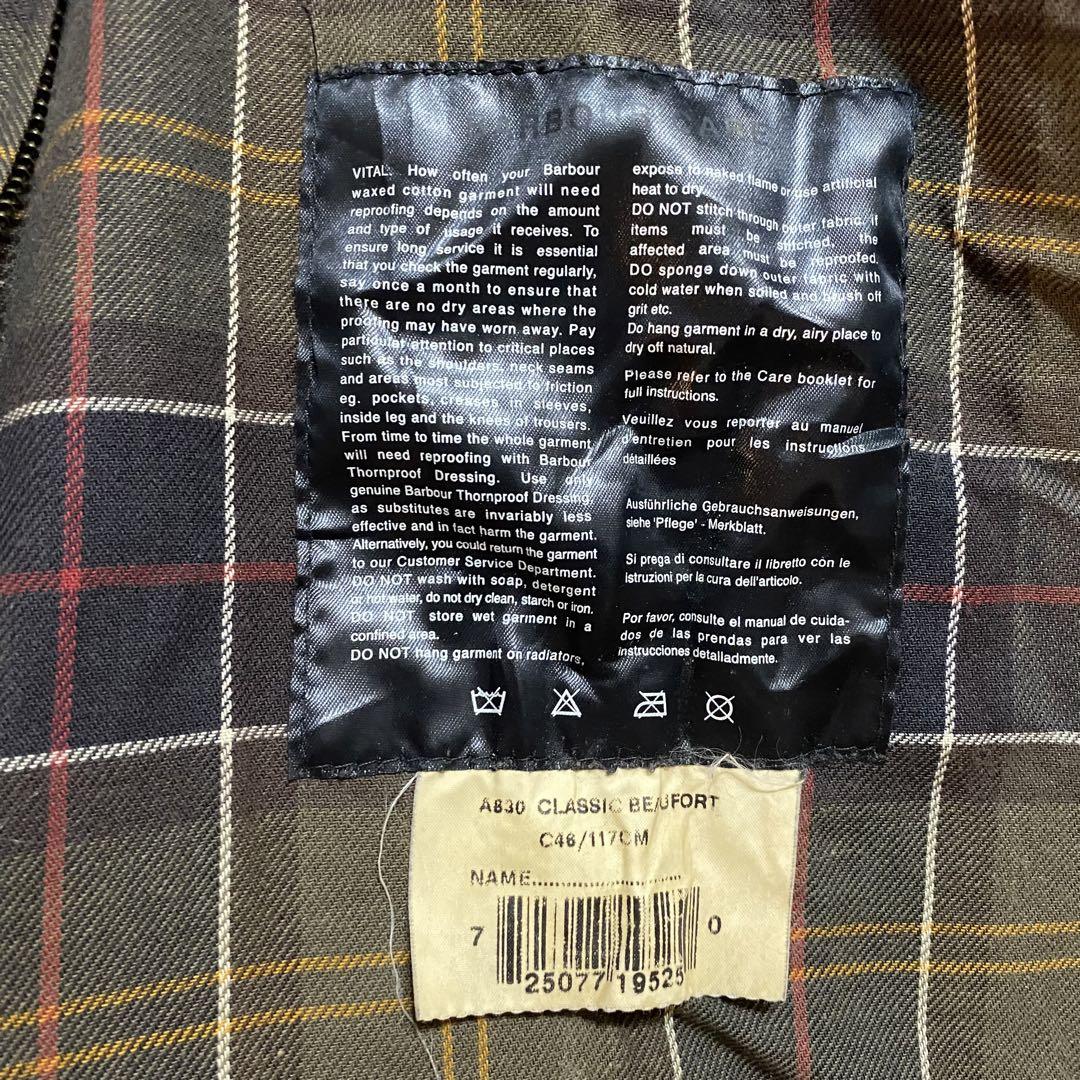 VITAL. How often your Barbour
waxed cotton garment will need
reproofing depends on the amount
and type of usage it receives. To
ensure long service it is essential
that you check the garment regularly,
say once a month to ensure that
there are no dry areas where the
proofing may have worn away. Pay
particular attention to critical places
such as the shoulders, neck seams
and areas most subjected to friction
eg. pockets, creases in sleeves,
inside leg and the knees of trousers.
From time to time the whole garment
will need reproofing with Barbour
Thornproof Dressing. Use only
genuine Barbour Thornproof Dressing,
as substitutes are invariably less
effective and in fact harm the garment.
Alternatively, you could return the garment
to our Customer Service Department.
DO NOT wash with soap, detergent
or hot water, do not dry clean, starch or iron.
DO NOT store wet garment in a
confined area.
DO NOT hang garment on radiators,
expose to naked flame or use artificial
heat to dry.
DO NOT stitch through outer fabric, if
items must be stitched, the
affected area must be reproofed.
DO sponge down outer fabric with
cold water when soiled and brush off
grit etc.
Do hang garment in a dry, airy place to
dry off natural.
Please refer to the Care booklet for
full instructions.
Veuillez vous reporter au manuel
d'entretien pour les instructions
détaillées
Ausführliche Gebrauchsanweisungen,
siehe 'Pflege' - Merkblatt.
Si prega di consultare il libretto con le
istruzioni per la cura dell'articolo.
Por favor, consulte el manual de cuida-
dos de las prendas para ver las
instrucciones detalladmente.
A830 CLASSIC BEAUFORT
C46/117CM
NAME..............................
7 25077 19525 0